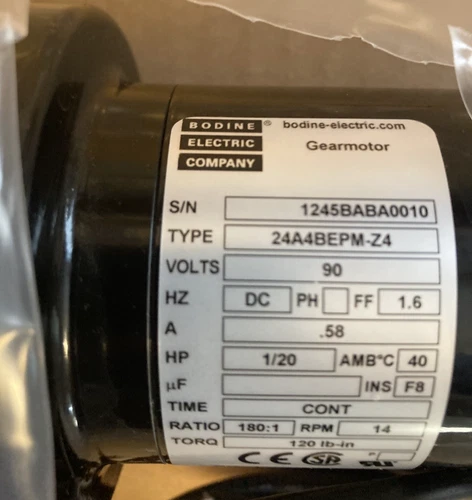 BODINE ® bodine-electric.com
ELECTRIC Gearmotor
COMPANY
S/N 1245BABA0010
TYPE 24A4BEPM-Z4
VOLTS 90
HZ DC PH FF 1.6
A .58
HP 1/20 AMB°C 40
µF INS F8
TIME CONT
RATIO 180:1 RPM 14
TORQ 120 lb-in
CE SA